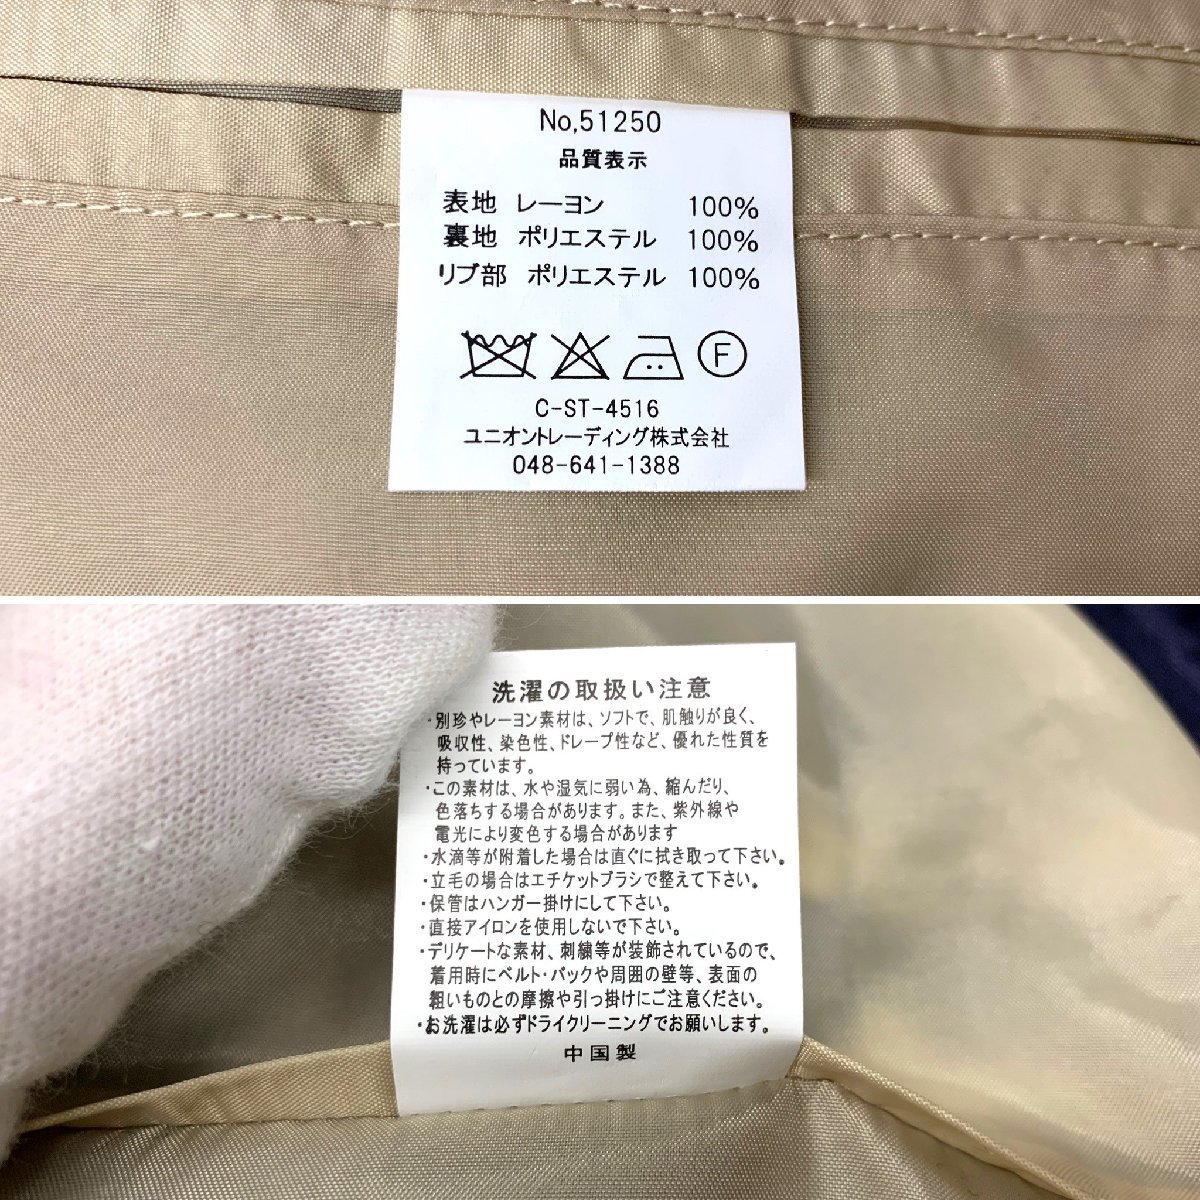 No,51250
品質表示
表地 レーヨン 100%
裏地 ポリエステル 100%
リブ部 ポリエステル 100%
F
C-ST-4516
ユニオントレーディング株式会社
048-641-1388
洗濯の取扱い注意
・別珍やレーヨン素材は、ソフトで、肌触りが良く、
吸収性、染色性、ドレープ性など、優れた性質を
持っています。
・この素材は、水や湿気に弱い為、縮んだり、
色落ちする場合があります。また、紫外線や
電光により変色する場合があります
・水滴等が附着した場合は直ぐに拭き取って下さい。
・立毛の場合はエチケットブラシで整えて下さい。
・保管はハンガー掛けにして下さい。
・直接アイロンを使用しないで下さい。
・デリケートな素材、刺繍等が装飾されているので、
着用時にベルト・バックや周囲の壁等、表面の
粗いものとの摩擦や引っ掛けにご注意ください。
・お洗濯は必ずドライクリーニングでお願いします。
中国製